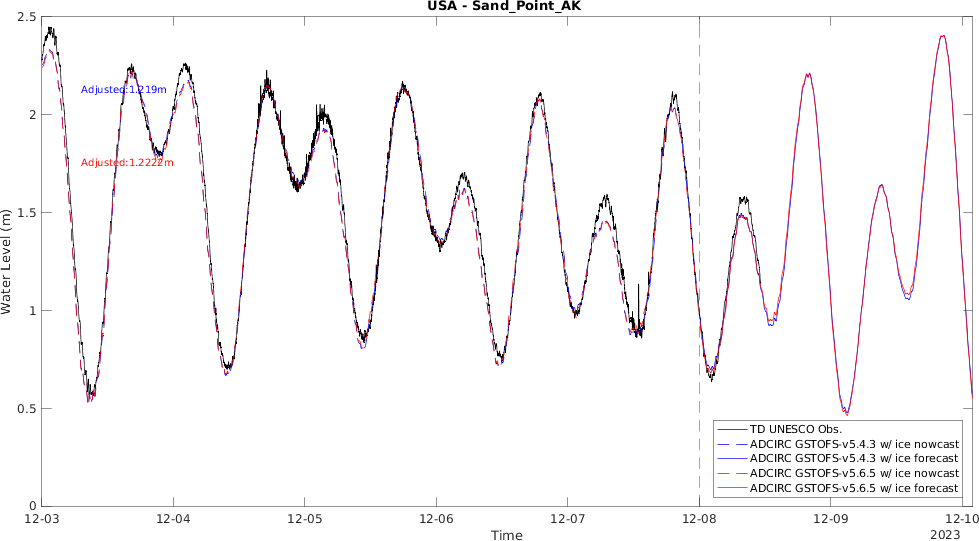 USA - Sand_Point_AK
2.5
2
1.5
1
0.5
0
Water Level (m)
Adjusted:1.219m
Adjusted:1.2222m
TD UNESCO Obs.
ADCIRC GSTOFS-v5.4.3 w/ ice nowcast
ADCIRC GSTOFS-v5.4.3 w/ ice forecast
ADCIRC GSTOFS-v5.6.5 w/ ice nowcast
ADCIRC GSTOFS-v5.6.5 w/ ice forecast
12-03 12-04 12-05 12-06 12-07 12-08 12-09 12-10
Time
2023